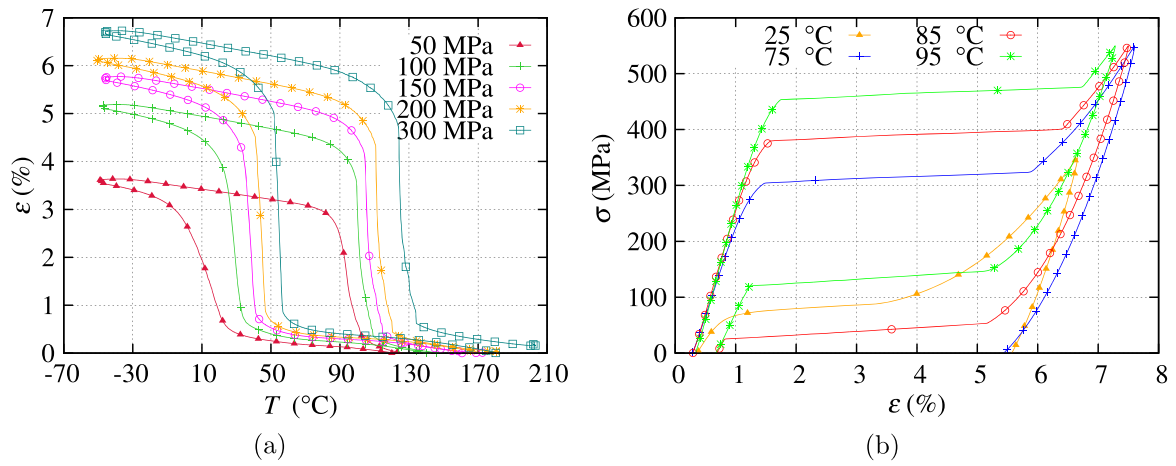 7
6
5
4
3
2
1
0
ε (%)
50 MPa
100 MPa
150 MPa
200 MPa
300 MPa
-70 -30 10 50 90 130 170 210
T (°C)
(a)
600
500
400
300
200
100
0
σ (MPa)
25 °C 85 °C
75 °C 95 °C
0 1 2 3 4 5 6 7 8
ε (%)
(b)